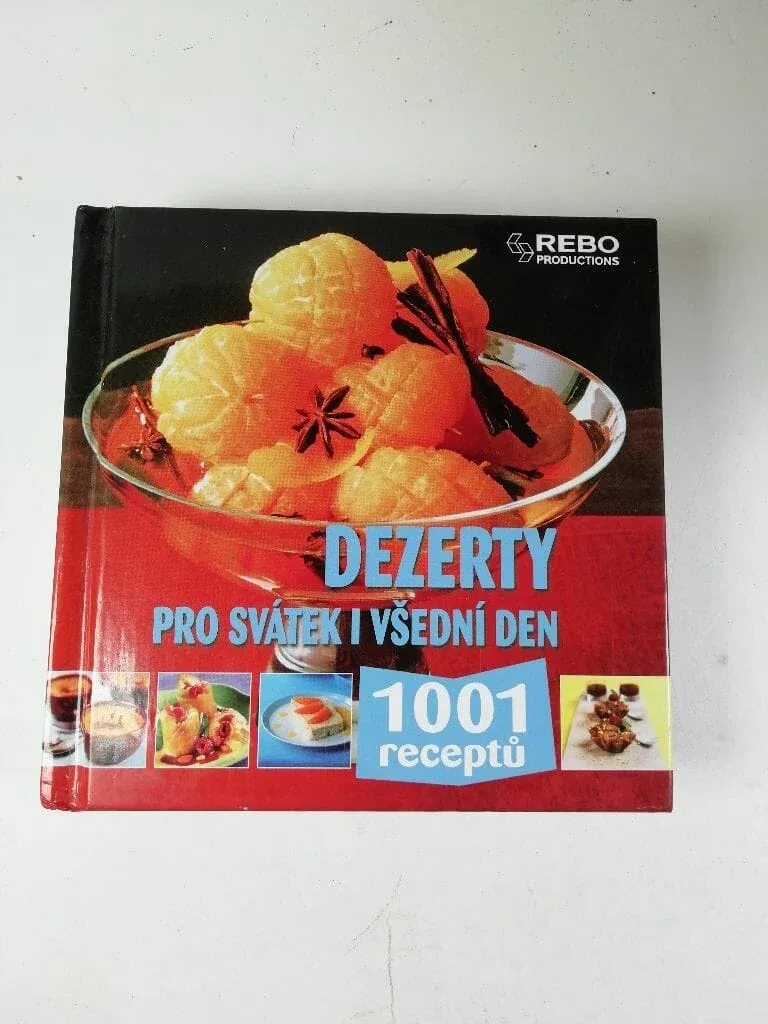 REBO
PRODUCTIONS
DEZERTY
PRO SVÁTEK I VŠEDNÍ DEN
1001
receptů